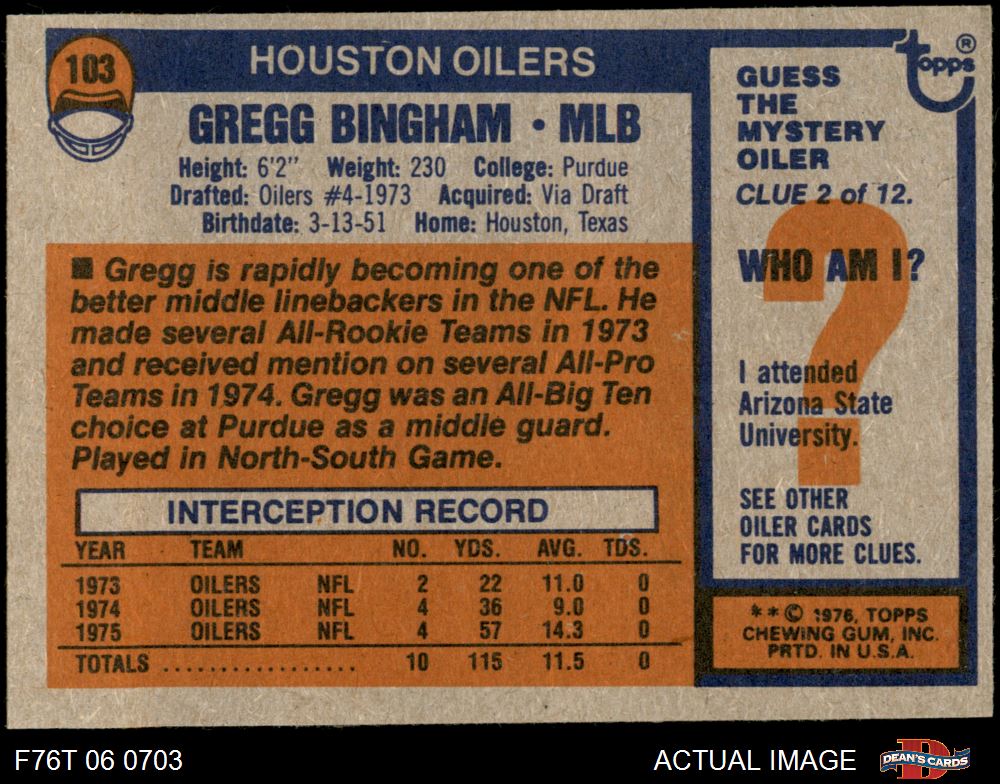 103
HOUSTON OILERS
GREGG BINGHAM • MLB
Height: 6'2" Weight: 230 College: Purdue
Drafted: Oilers #4-1973 Acquired: Via Draft
Birthdate: 3-13-51 Home: Houston, Texas
■ Gregg is rapidly becoming one of the
better middle linebackers in the NFL. He
made several All-Rookie Teams in 1973
and received mention on several All-Pro
Teams in 1974. Gregg was an All-Big Ten
choice at Purdue as a middle guard.
Played in North-South Game.
INTERCEPTION RECORD
YEAR TEAM NO. YDS. AVG. TDS.
1973 OILERS NFL 2 22 11.0 0
1974 OILERS NFL 4 36 9.0 0
1975 OILERS NFL 4 57 14.3 0
TOTALS .................. 10 115 11.5 0
topps ®
GUESS
THE
MYSTERY
OILER
CLUE 2 of 12.
?
WHO AM I?
I attended
Arizona State
University.
SEE OTHER
OILER CARDS
FOR MORE CLUES.
**© 1976, TOPPS
CHEWING GUM, INC.
PRTD. IN U.S.A.
F76T 06 0703
ACTUAL IMAGE
D
DEAN'S CARDS